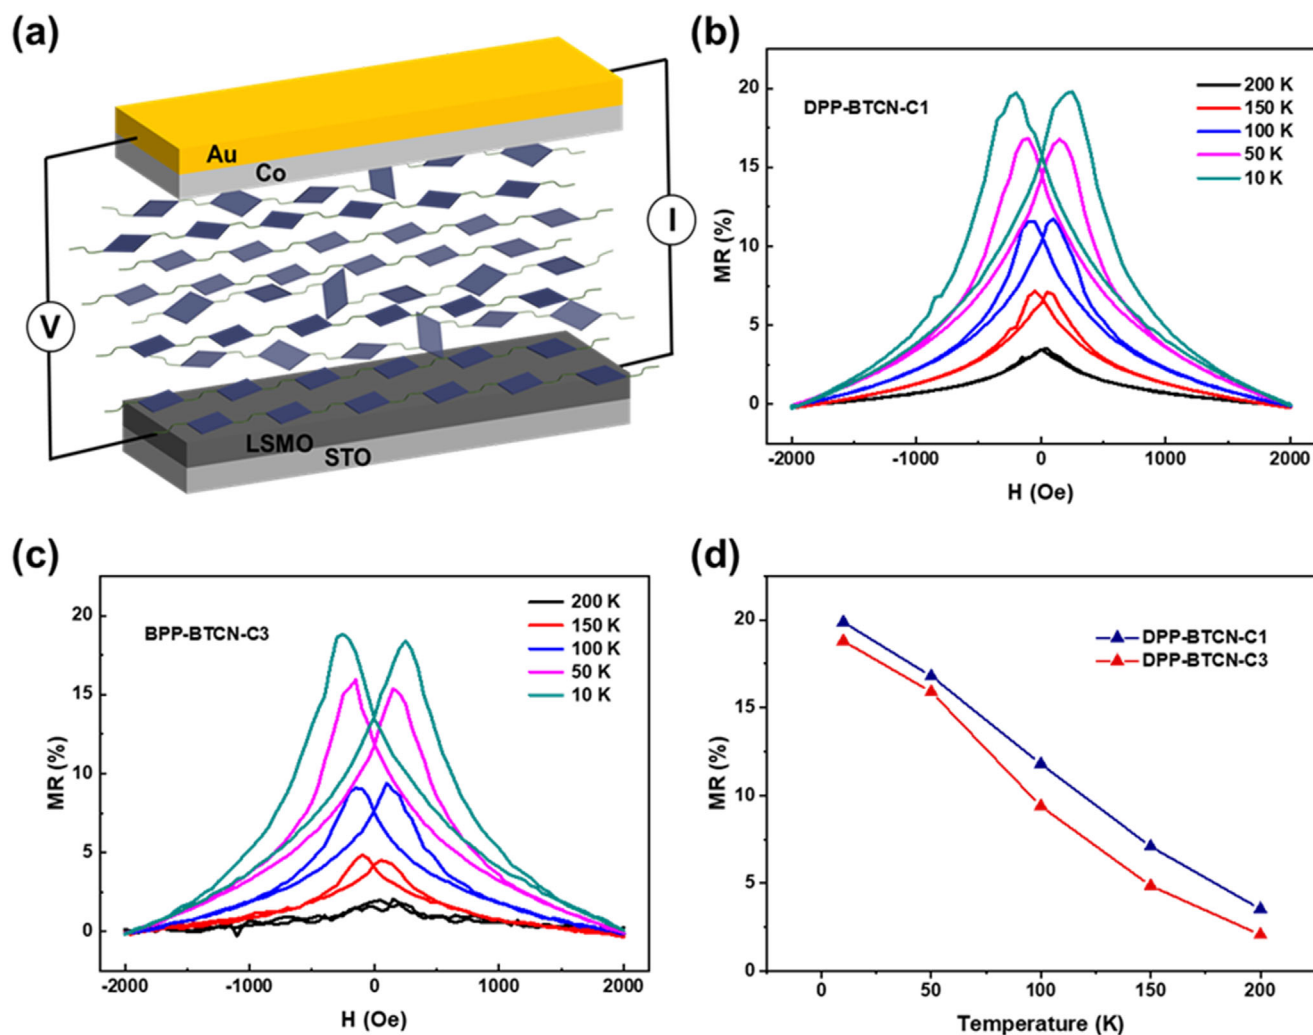 (a)
Au
Co
V
I
LSMO
STO
(b)
DPP-BTCN-C1
200 K
150 K
100 K
50 K
10 K
MR (%)
20
15
10
5
0
-2000
-1000
0
1000
2000
H (Oe)
(c)
BPP-BTCN-C3
200 K
150 K
100 K
50 K
10 K
MR (%)
20
15
10
5
0
-2000
-1000
0
1000
2000
H (Oe)
(d)
DPP-BTCN-C1
DPP-BTCN-C3
MR (%)
20
15
10
5
0
0
50
100
150
200
Temperature (K)